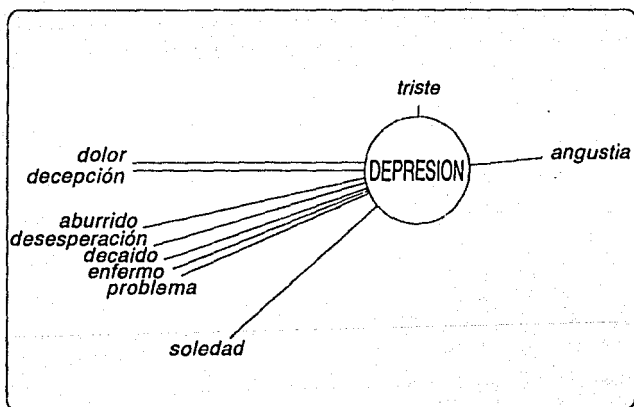 triste
angustia
DEPRESION
dolor
decepción
aburrido
desesperación
decaido
enfermo
problema
soledad